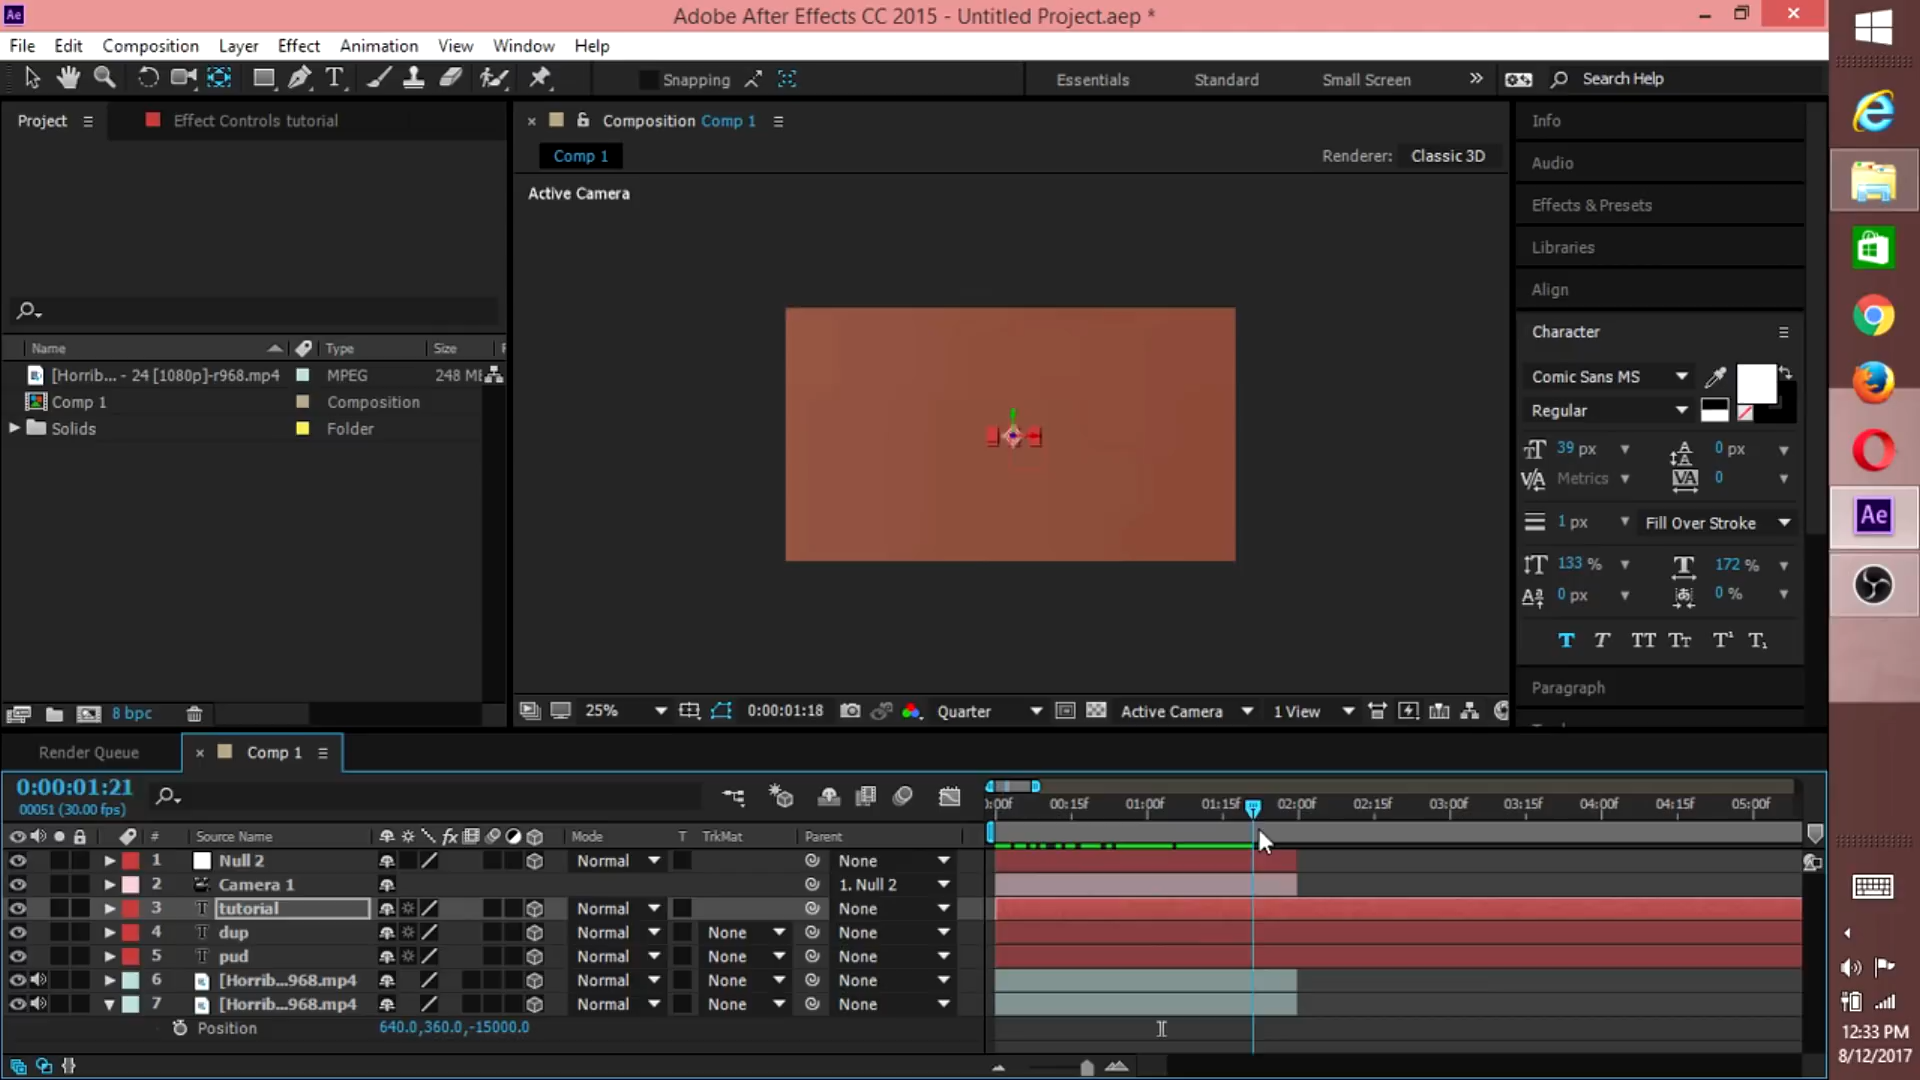 Adobe After Effects CC 2015 - Untitled Project.aep *
File Edit Composition Layer Effect Animation View Window Help
Snapping
Essentials Standard Small Screen Search Help
Project Effect Controls tutorial
Composition Comp 1
Comp 1
Renderer: Classic 3D
Active Camera
Name Type Size
[Horrib... - 24 [1080p]-r968.mp4 MPEG 248 ME
Comp 1 Composition
Solids Folder
8 bpc
25% 0:00:01:18 Quarter Active Camera 1 View
Info
Audio
Effects & Presets
Libraries
Align
Character
Comic Sans MS
Regular
39 px 0 px
Metrics 0
1 px Fill Over Stroke
133 % 172 %
0 px 0 %
T T TT Tт T¹ T₁
Paragraph
Render Queue Comp 1
0:00:01:21
00051 (30.00 fps)
:00f 00:15f 01:00f 01:15f 02:00f 02:15f 03:00f 03:15f 04:00f 04:15f 05:00f
# Source Name fx Mode T TrkMat Parent
1 Null 2 Normal None
2 Camera 1 1. Null 2
3 tutorial Normal None
4 dup Normal None None
5 pud Normal None None
6 [Horrib...968.mp4 Normal None None
7 [Horrib...968.mp4 Normal None None
Position 640.0,360.0,-15000.0
Ae
Ae
12:33 PM
8/12/2017